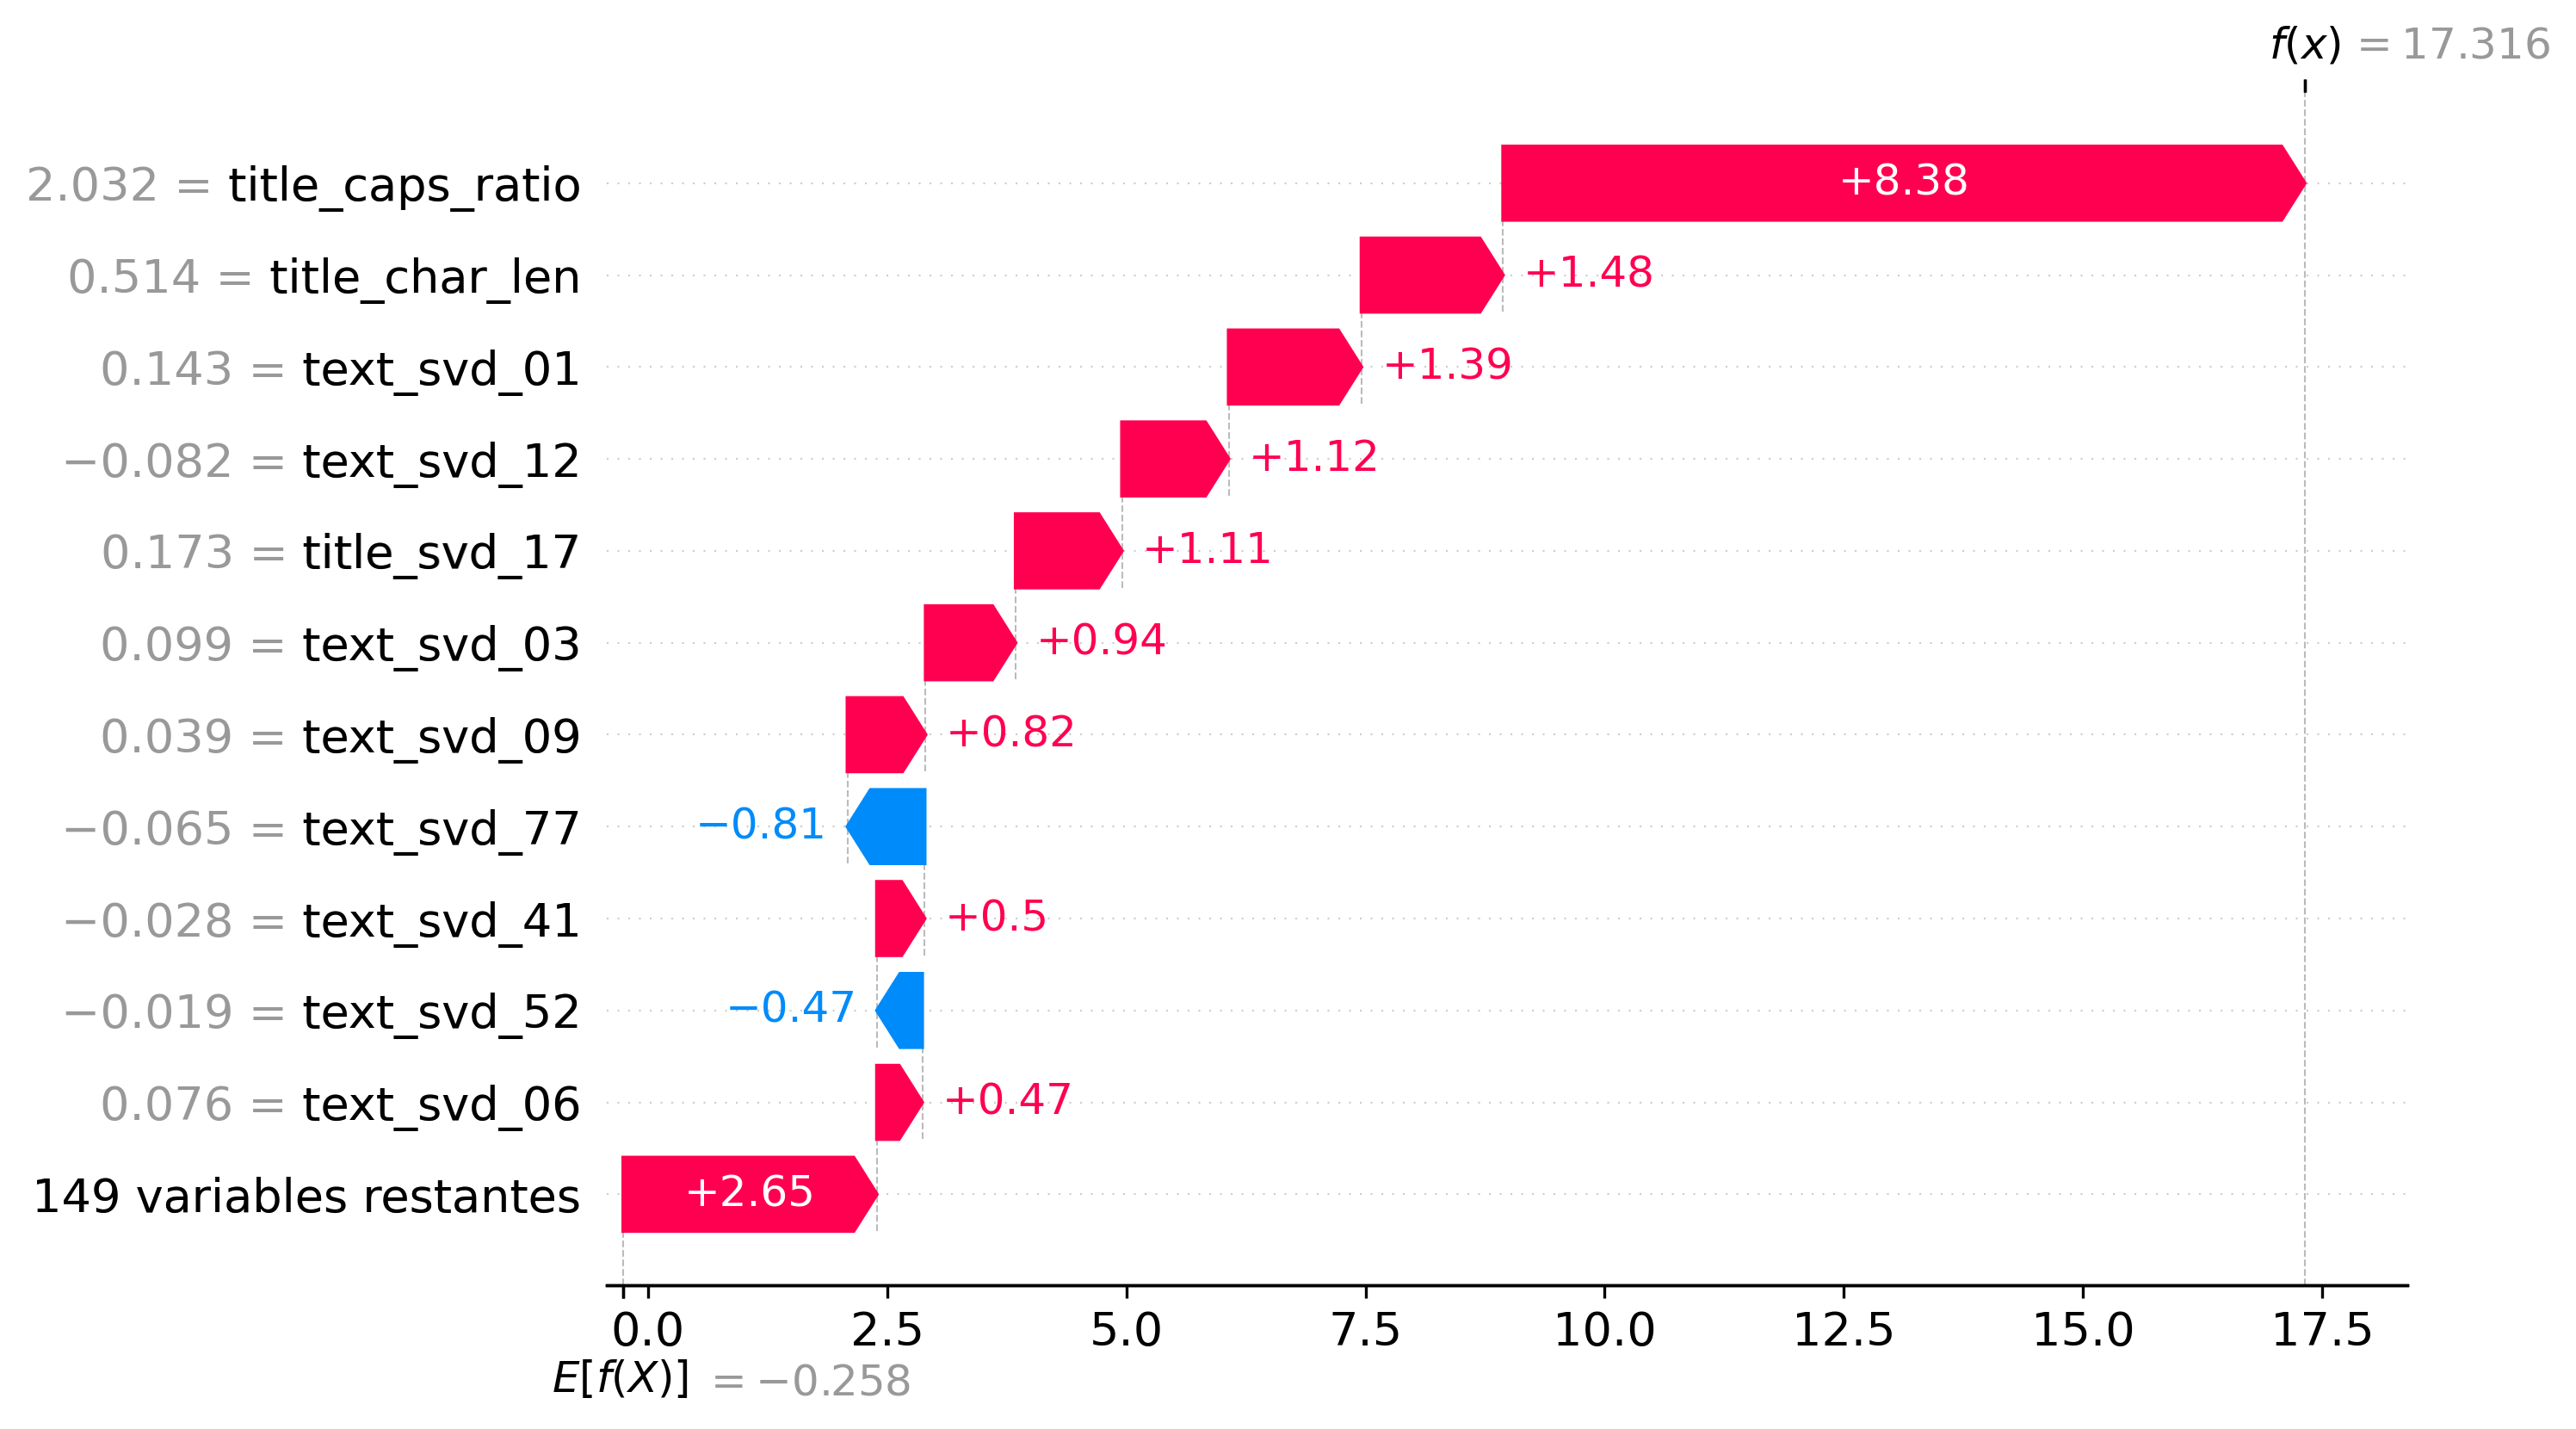 f(x) = 17.316
2.032 = title_caps_ratio +8.38
0.514 = title_char_len +1.48
0.143 = text_svd_01 +1.39
−0.082 = text_svd_12 +1.12
0.173 = title_svd_17 +1.11
0.099 = text_svd_03 +0.94
0.039 = text_svd_09 +0.82
−0.065 = text_svd_77 −0.81
−0.028 = text_svd_41 +0.5
−0.019 = text_svd_52 −0.47
0.076 = text_svd_06 +0.47
149 variables restantes +2.65
0.0 2.5 5.0 7.5 10.0 12.5 15.0 17.5
E[f(X)] = −0.258